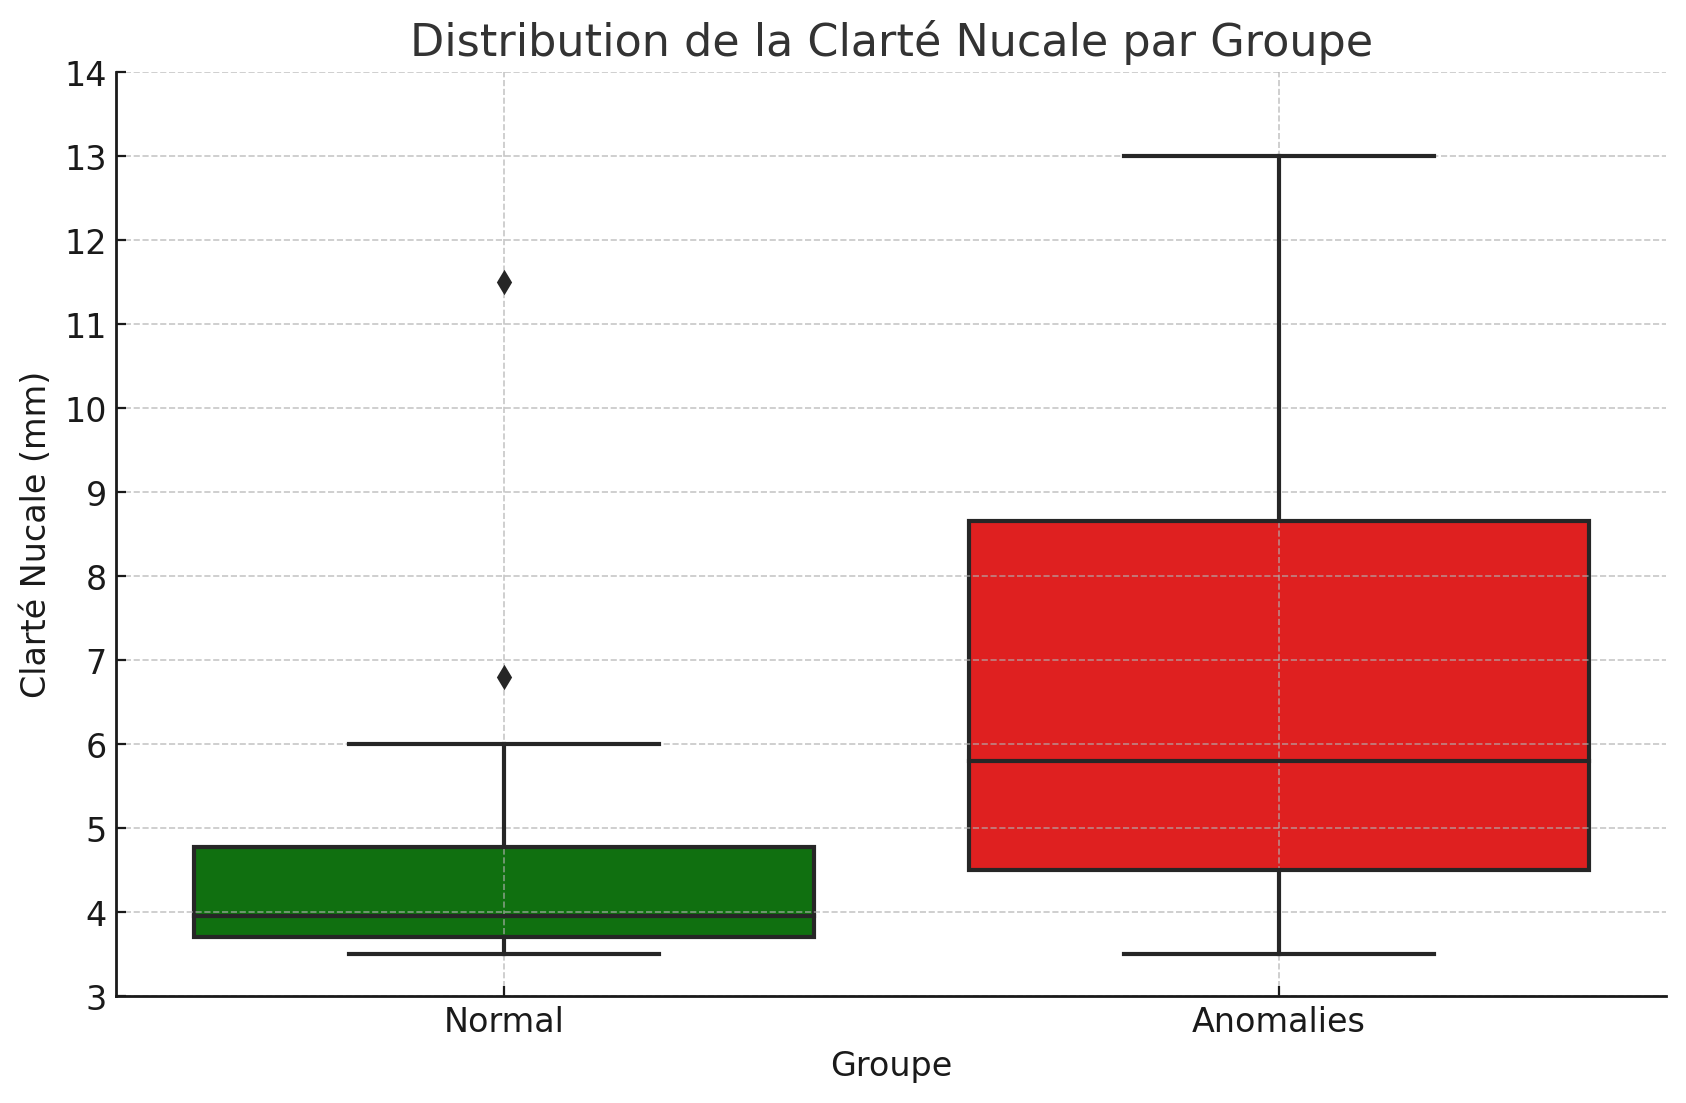 Distribution de la Clarté Nucale par Groupe
14
13
12
11
10
9
8
7
6
5
4
3
Clarté Nucale (mm)
Normal
Anomalies
Groupe